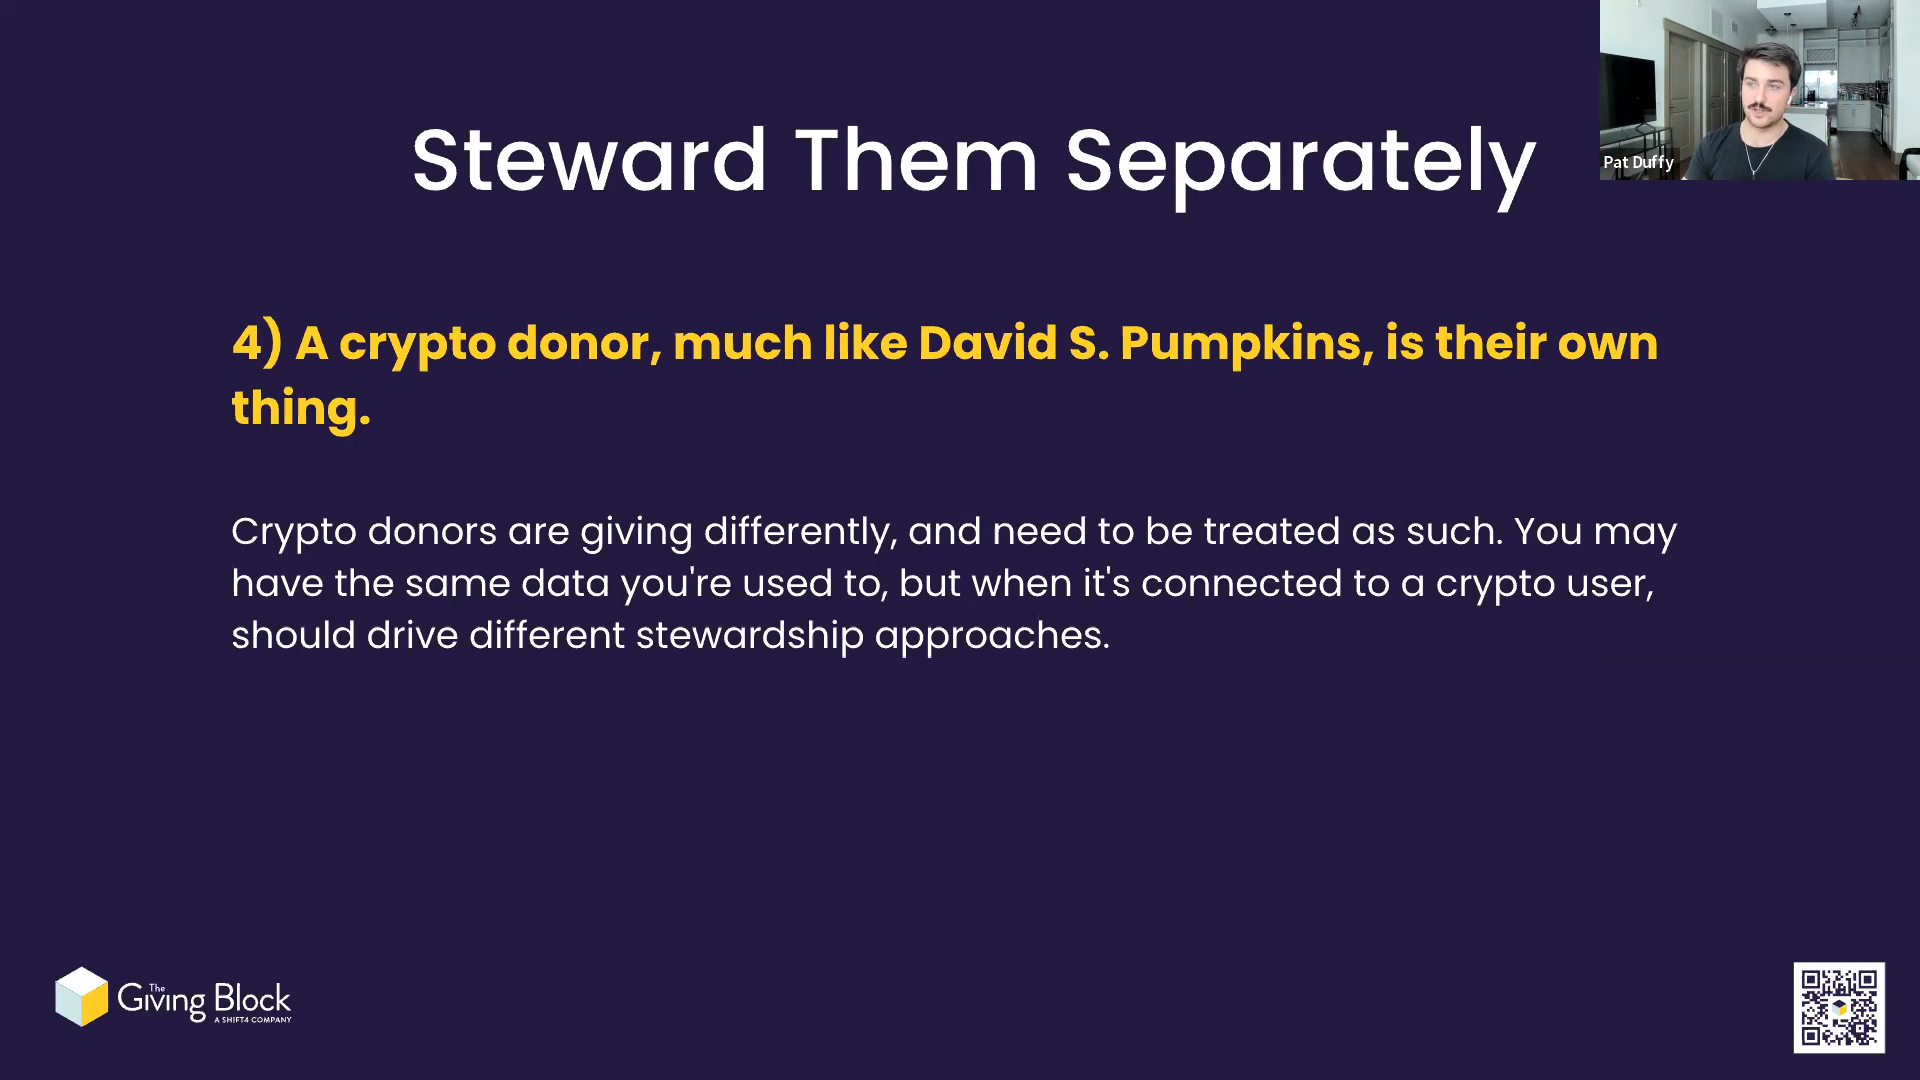 Steward Them Separately
Pat Duffy
4) A crypto donor, much like David S. Pumpkins, is their own
thing.
Crypto donors are giving differently, and need to be treated as such. You may
have the same data you're used to, but when it's connected to a crypto user,
should drive different stewardship approaches.
The
Giving Block
A SHIFT4 COMPANY